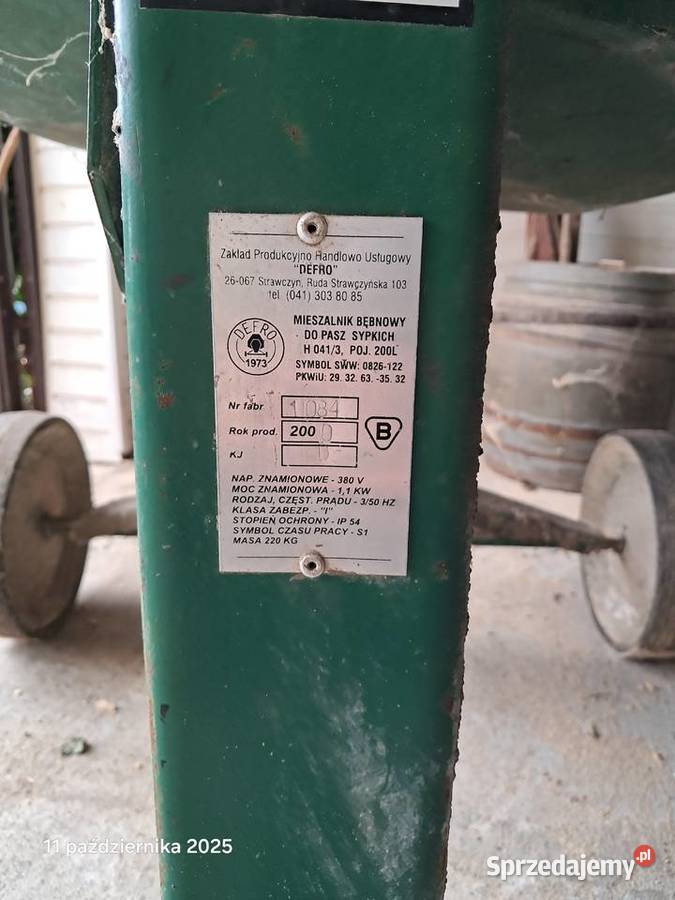 Zakład Produkcyjno Handlowo Usługowy
"DEFRO"
26-067 Strawczyn, Ruda Strawczyńska 103
tel. (041) 303 80 85
DEFRO
1973
MIESZALNIK BĘBNOWY
DO PASZ SYPKICH
H 041/3, POJ. 200L
SYMBOL SWW: 0826-122
PKWiU: 29. 32. 63. -35. 32
Nr fabr
Rok prod. 200
B
KJ
NAP. ZNAMIONOWE - 380 V
MOC ZNAMIONOWA - 1,1 KW
RODZAJ, CZĘST. PRADU - 3/50 HZ
KLASA ZABEZP. - "I"
STOPIEŃ OCHRONY - IP 54
SYMBOL CZASU PRACY - S1
MASA 220 KG
11 października 2025
Sprzedajemy.pl